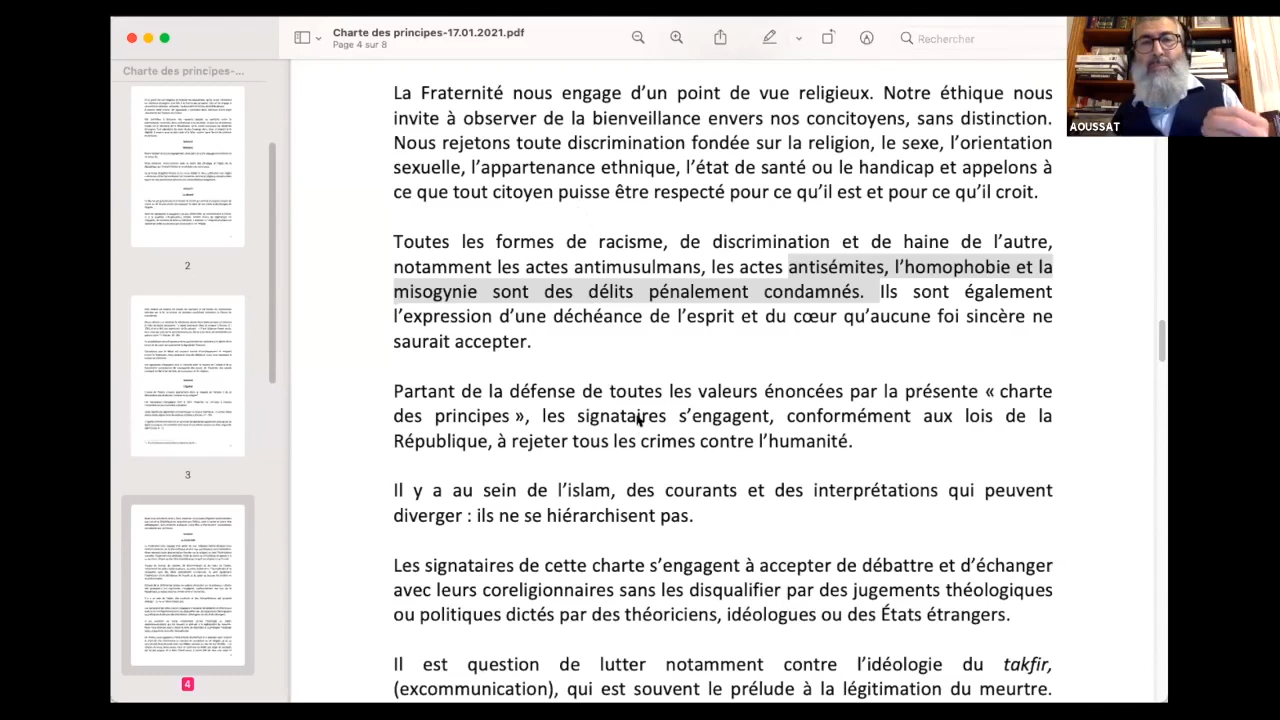 Charte des principes-17.01.2021.pdf
Page 4 sur 8
Rechercher
Charte des principes-...
AOUSSAT
2
3
4
La Fraternité nous engage d’un point de vue religieux. Notre éthique nous
invite à observer de la bienveillance envers nos concitoyens sans distinction.
Nous rejetons toute discrimination fondée sur la religion, le sexe, l’orientation
sexuelle, l’appartenance ethnique, l’état de santé ou le handicap et appelons à
ce que tout citoyen puisse être respecté pour ce qu’il est et pour ce qu’il croit.
Toutes les formes de racisme, de discrimination et de haine de l’autre,
notamment les actes antimusulmans, les actes antisémites, l’homophobie et la
misogynie sont des délits pénalement condamnés. Ils sont également
l’expression d’une déchéance de l’esprit et du cœur qu’une foi sincère ne
saurait accepter.
Partant de la défense de toutes les valeurs énoncées par la présente « charte
des principes», les signataires s’engagent, conformément aux lois de la
République, à rejeter tous les crimes contre l’humanité.
Il y a au sein de l’islam, des courants et des interprétations qui peuvent
diverger : ils ne se hiérarchisent pas.
Les signataires de cette charte s’engagent à accepter de débattre et d’échanger
avec leurs coreligionnaires sans les disqualifier par des arguments théologiques
ou politiques dictés par des dogmes, idéologies ou des Etats étrangers.
Il est question de lutter notamment contre l’idéologie du takfir,
(excommunication), qui est souvent le prélude à la légitimation du meurtre.